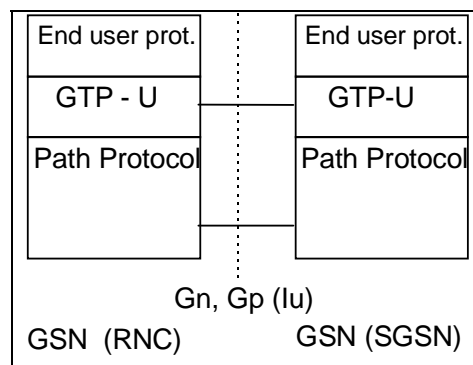 End user prot. End user prot.
GTP - U GTP-U
Path Protocol Path Protocol
Gn, Gp (Iu)
GSN (RNC) GSN (SGSN)